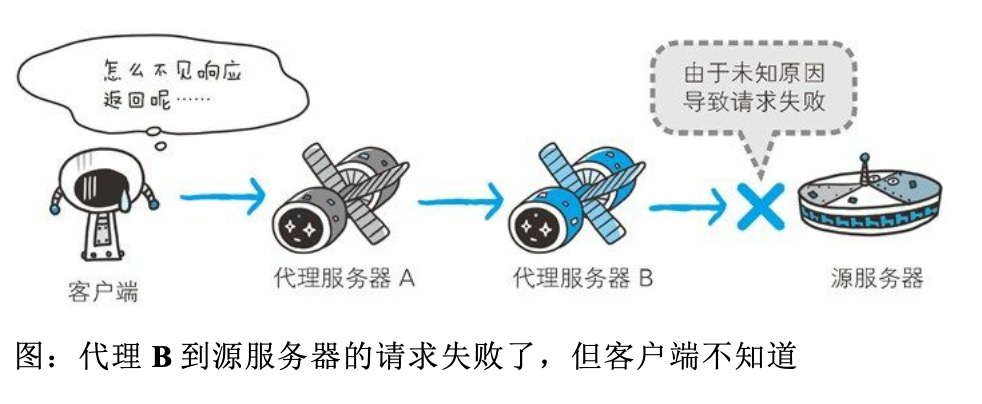 怎么不见响应
返回呢……
由于未知原因
导致请求失败
客户端
代理服务器 A
代理服务器 B
源服务器
图：代理 B 到源服务器的请求失败了，但客户端不知道